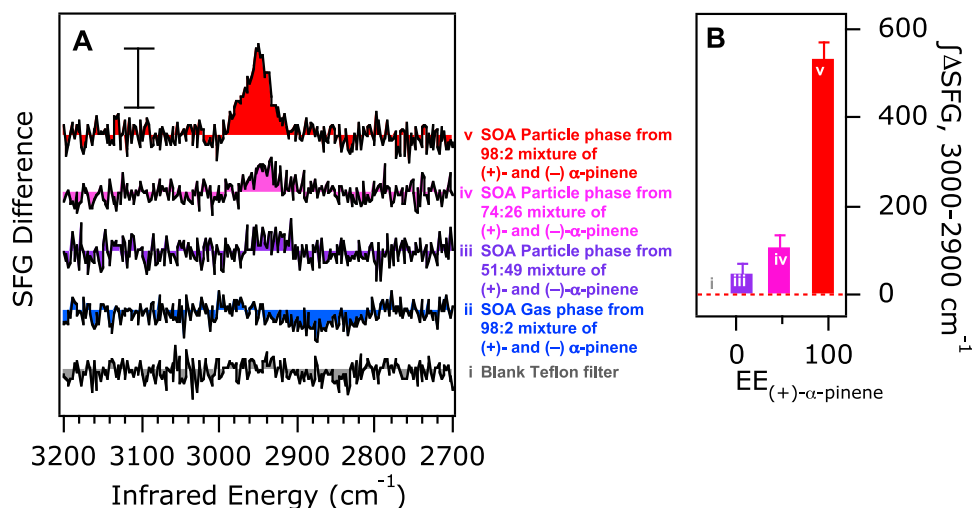 A
SFG Difference
v SOA Particle phase from
98:2 mixture of
(+)- and (–) α-pinene
iv SOA Particle phase from
74:26 mixture of
(+)- and (–)-α-pinene
iii SOA Particle phase from
51:49 mixture of
(+)- and (–)-α-pinene
ii SOA Gas phase from
98:2 mixture of
(+)- and (–) α-pinene
i Blank Teflon filter
3200 3100 3000 2900 2800 2700
Infrared Energy (cm⁻¹)
B
v
iv
iii
i
600
400
200
0
∫ΔSFG, 3000-2900 cm⁻¹
0 100
EE(+)-α-pinene